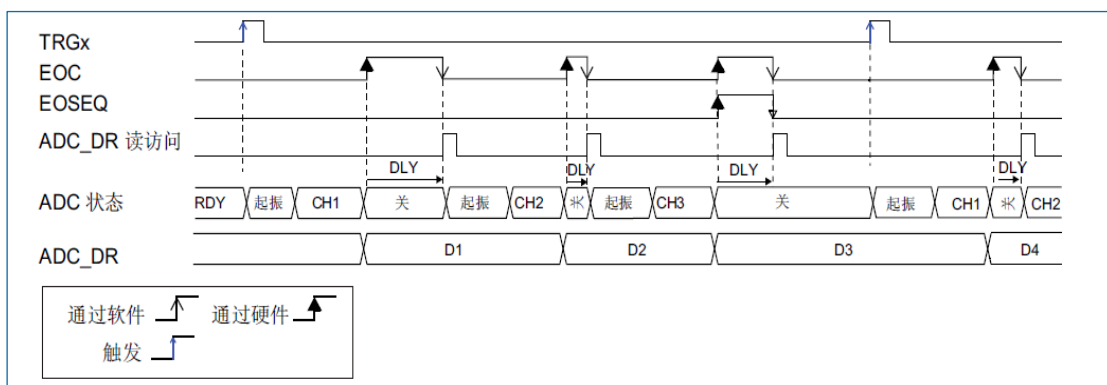 TRGx
EOC
EOSEQ
ADC_DR 读访问
DLY DLY DLY DLY
ADC 状态 RDY 起振 CH1 关 起振 CH2 关 起振 CH3 关 起振 CH1 关 CH2
ADC_DR D1 D2 D3 D4
通过软件 通过硬件
触发